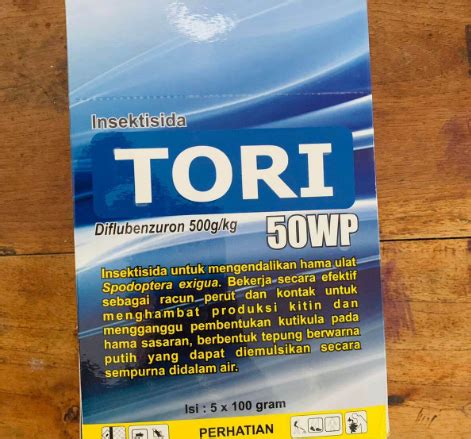 Insektisida
TORI
Diflubenzuron 500g/kg
50WP
Insektisida untuk mengendalikan hama ulat
Spodoptera exigua. Bekerja secara efektif
sebagai racun perut dan kontak untuk
menghambat produksi kitin dan
mengganggu pembentukan kutikula pada
hama sasaran, berbentuk tepung berwarna
putih yang dapat diemulsikan secara
sempurna didalam air.
Isi : 5 x 100 gram
PERHATIAN